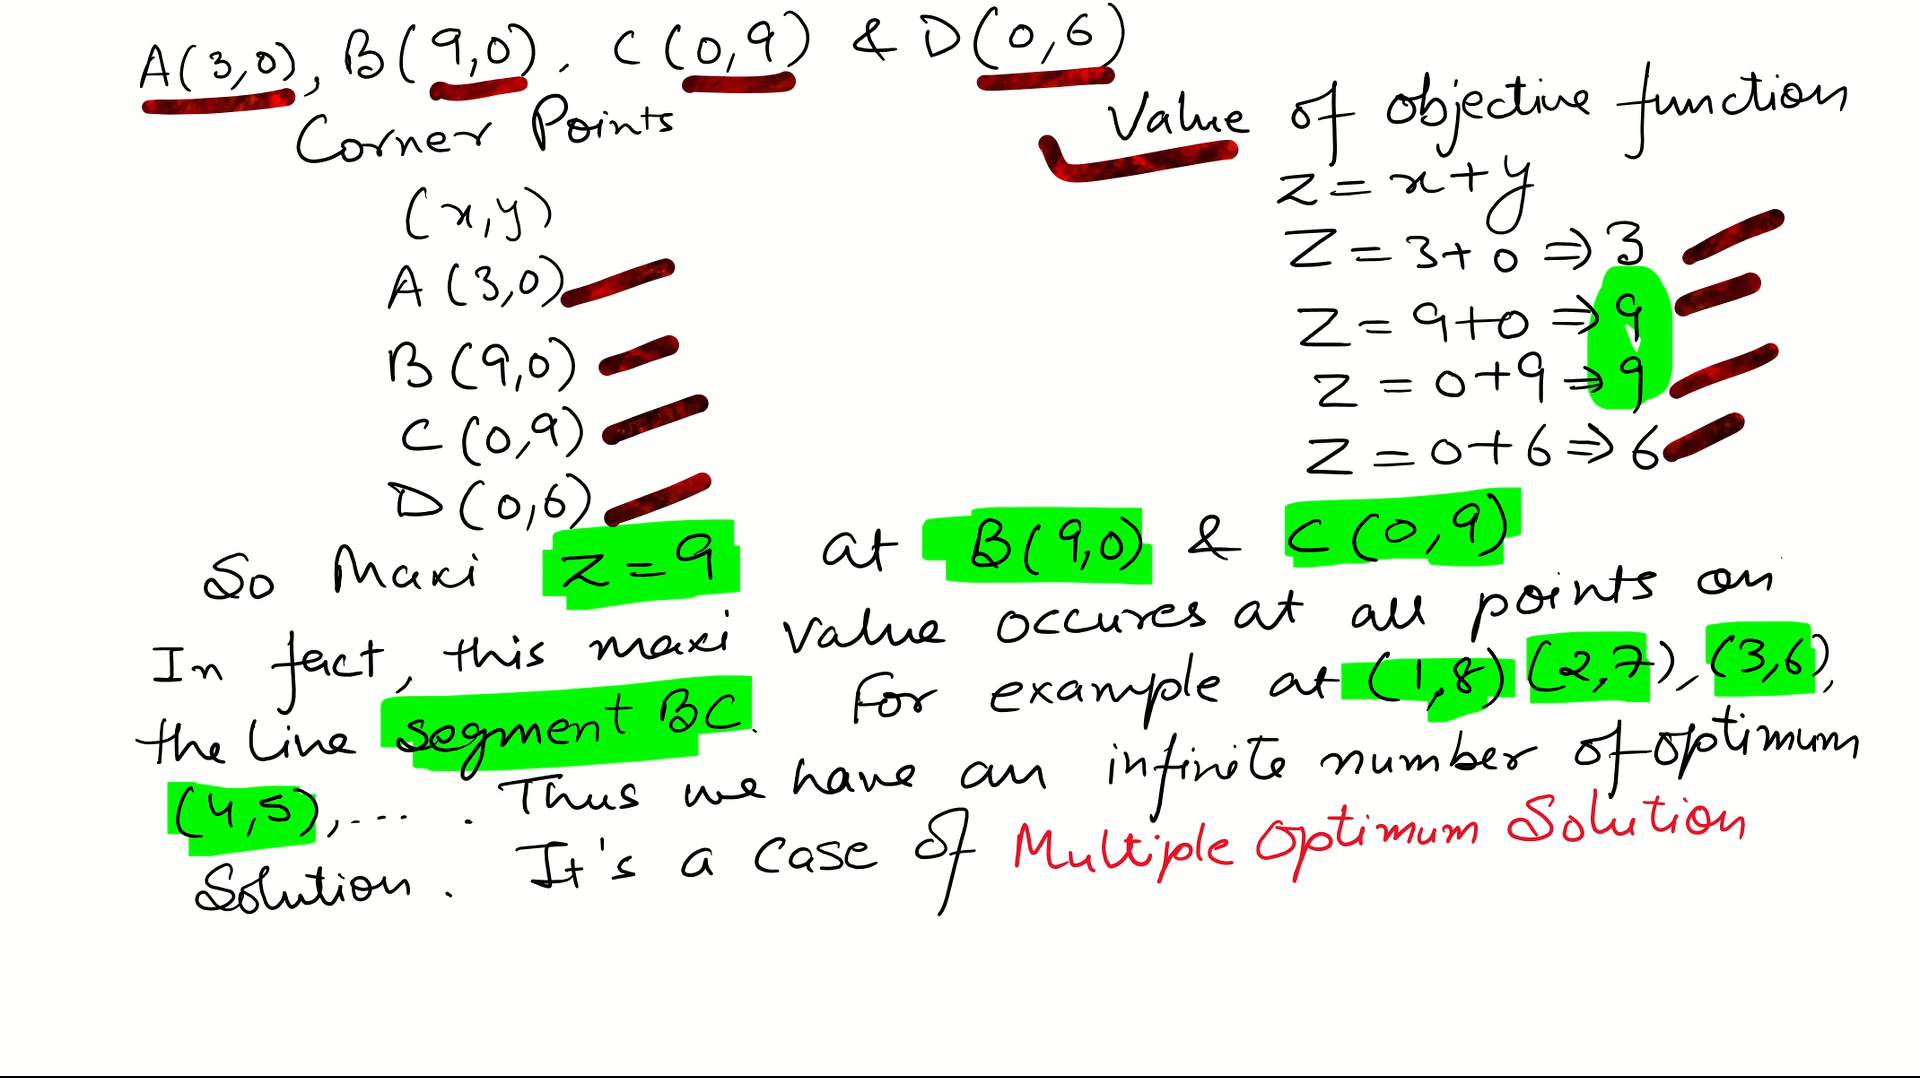 A(3,0), B(9,0), C(0,9) & D(0,6)
Corner Points
Value of objective function
(x,y)
z = x+y
A (3,0)
Z = 3+0 ⇒ 3
B (9,0)
Z = 9+0 ⇒ 9
C (0,9)
Z = 0+9 ⇒ 9
D (0,6)
Z = 0+6 ⇒ 6
So Maxi z=9 at B(9,0) & C(0,9)
In fact, this maxi value occures at all points on
the line segment BC. For example at (1,8) (2,7), (3,6),
(4,5),.... . Thus we have an infinite number of optimum
Solution. It's a case of Multiple Optimum Solution